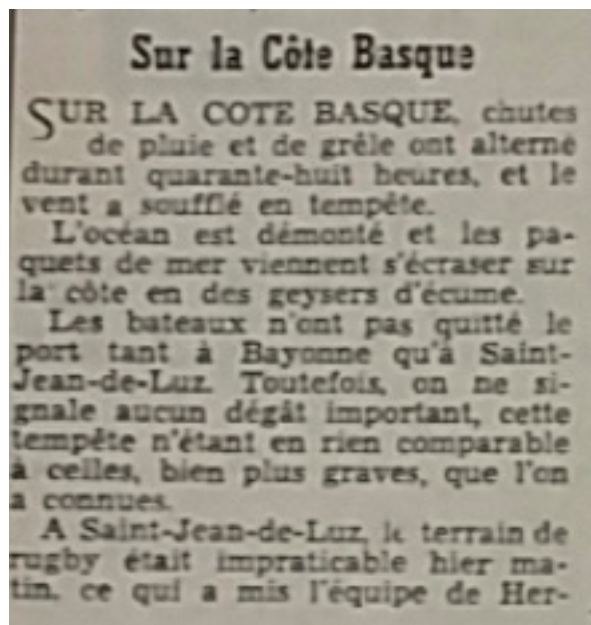 Sur la Côte Basque
SUR LA COTE BASQUE, chutes
de pluie et de grêle ont alterné
durant quarante-huit heures, et le
vent a soufflé en tempête.
L'océan est démonté et les pa-
quets de mer viennent s'écraser sur
la côte en des geysers d'écume.
Les bateaux n'ont pas quitté le
port tant à Bayonne qu'à Saint-
Jean-de-Luz. Toutefois, on ne si-
gnale aucun dégât important, cette
tempête n'étant en rien comparable
à celles, bien plus graves, que l'on
a connues.
A Saint-Jean-de-Luz, le terrain de
rugby était impraticable hier ma-
tin, ce qui a mis l'équipe de Her-